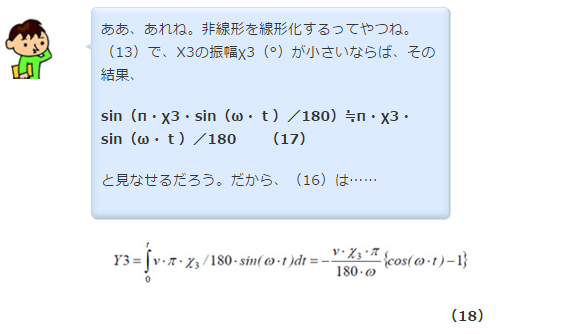 ああ、あれね。非線形を線形化するってやつね。
(13)で、X3の振幅χ3(°)が小さいならば、その
結果、
sin(π・χ3・sin(ω・t)/180)≒π・χ3・
sin(ω・t)/180  (17)
と見なせるだろう。だから、(16)は……
Y3 = ∫₀ᵗ v·π·χ₃/180·sin(ω·t)dt = −(v·χ₃·π)/(180·ω){cos(ω·t)−1}
(18)